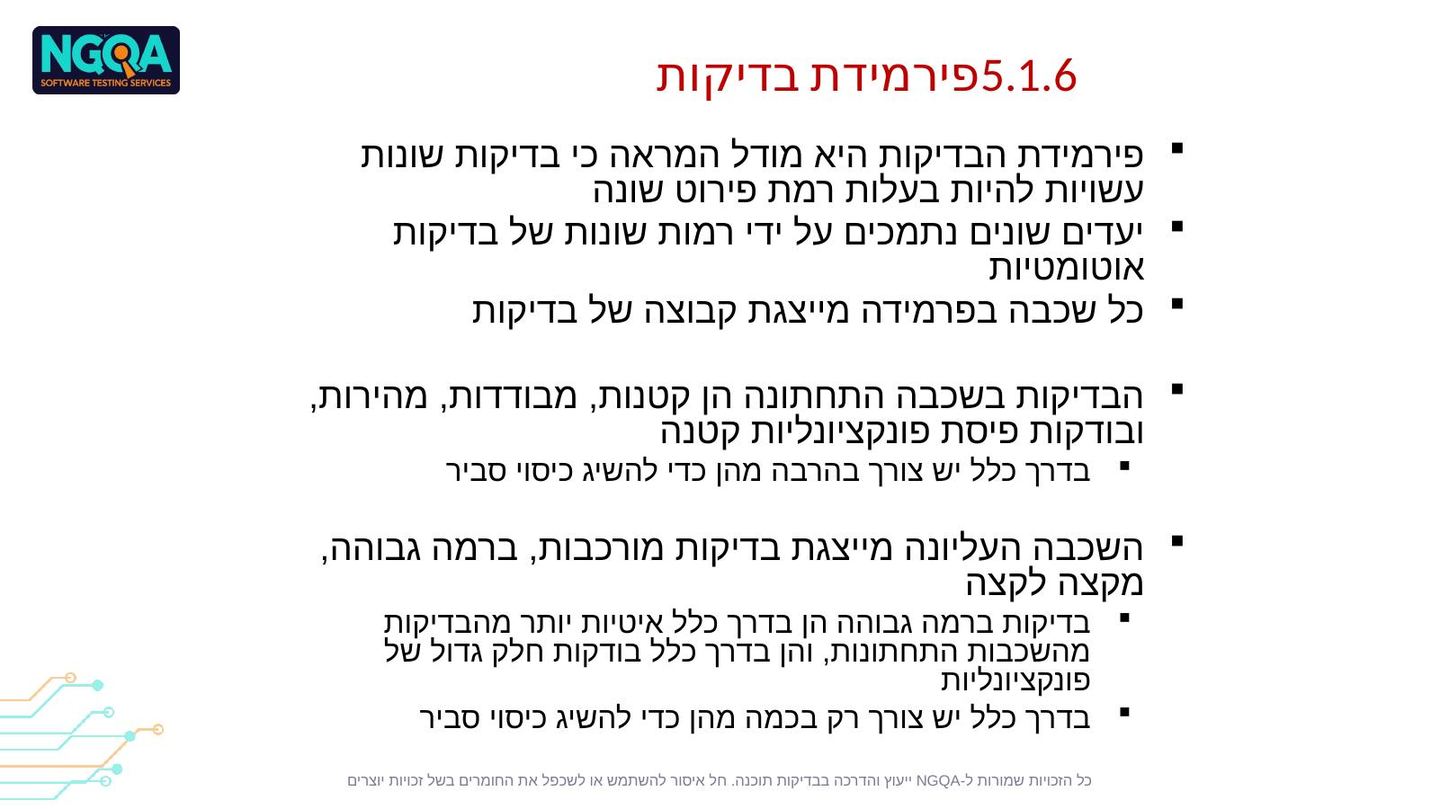 NGQA
SOFTWARE TESTING SERVICES
5.1.6פירמידת בדיקות
▪ פירמידת הבדיקות היא מודל המראה כי בדיקות שונות
עשויות להיות בעלות רמת פירוט שונה
▪ יעדים שונים נתמכים על ידי רמות שונות של בדיקות
אוטומטיות
▪ כל שכבה בפרמידה מייצגת קבוצה של בדיקות
▪ הבדיקות בשכבה התחתונה הן קטנות, מבודדות, מהירות,
ובודקות פיסת פונקציונליות קטנה
▪ בדרך כלל יש צורך בהרבה מהן כדי להשיג כיסוי סביר
▪ השכבה העליונה מייצגת בדיקות מורכבות, ברמה גבוהה,
מקצה לקצה
▪ בדיקות ברמה גבוהה הן בדרך כלל איטיות יותר מהבדיקות
מהשכבות התחתונות, והן בדרך כלל בודקות חלק גדול של
פונקציונליות
▪ בדרך כלל יש צורך רק בכמה מהן כדי להשיג כיסוי סביר
כל הזכויות שמורות ל-NGQA ייעוץ והדרכה בבדיקות תוכנה. חל איסור להשתמש או לשכפל את החומרים בשל זכויות יוצרים